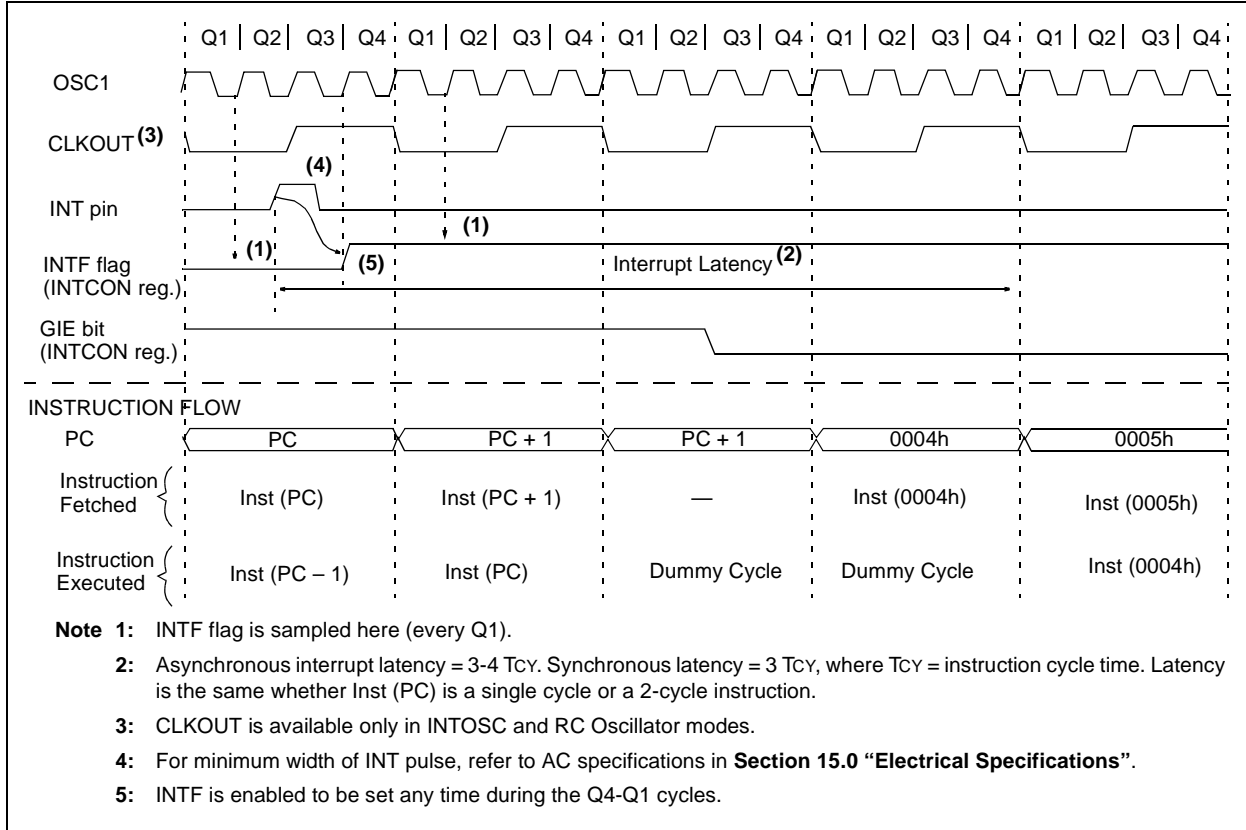 Q1 | Q2 | Q3 | Q4 Q1 | Q2 | Q3 | Q4 Q1 | Q2 | Q3 | Q4 Q1 | Q2 | Q3 | Q4 Q1 | Q2 | Q3 | Q4
OSC1
CLKOUT(3)
(4)
INT pin
(1)
(1)
INTF flag
(INTCON reg.)
(5)
Interrupt Latency(2)
GIE bit
(INTCON reg.)
INSTRUCTION FLOW
PC PC PC + 1 PC + 1 0004h 0005h
Instruction
Fetched
Inst (PC) Inst (PC + 1) — Inst (0004h) Inst (0005h)
Instruction
Executed
Inst (PC – 1) Inst (PC) Dummy Cycle Dummy Cycle Inst (0004h)
Note 1: INTF flag is sampled here (every Q1).
2: Asynchronous interrupt latency = 3-4 TCY. Synchronous latency = 3 TCY, where TCY = instruction cycle time. Latency
is the same whether Inst (PC) is a single cycle or a 2-cycle instruction.
3: CLKOUT is available only in INTOSC and RC Oscillator modes.
4: For minimum width of INT pulse, refer to AC specifications in Section 15.0 “Electrical Specifications”.
5: INTF is enabled to be set any time during the Q4-Q1 cycles.